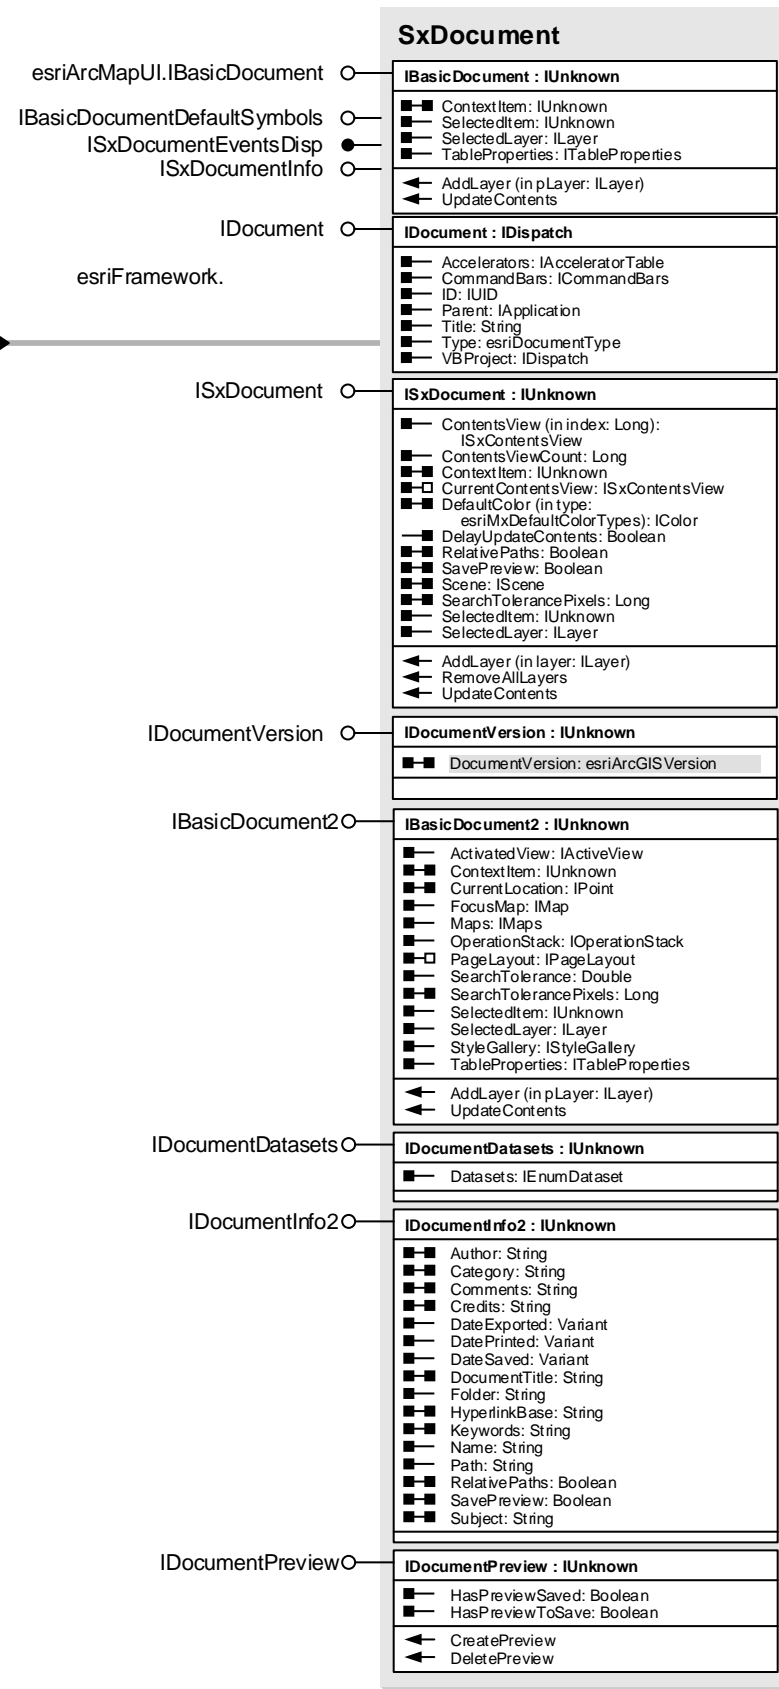 SxDocument
esriArcMapUI.IBasicDocument
IBasicDocument : IUnknown
ContextItem: IUnknown
SelectedItem: IUnknown
SelectedLayer: ILayer
TableProperties: ITableProperties
AddLayer (in pLayer: ILayer)
UpdateContents
IBasicDocumentDefaultSymbols
ISxDocumentEventsDisp
ISxDocumentInfo
IDocument
IDocument : IDispatch
Accelerators: IAcceleratorTable
CommandBars: ICommandBars
ID: IUID
Parent: IApplication
Title: String
Type: esriDocumentType
VBProject: IDispatch
esriFramework.
ISxDocument
ISxDocument : IUnknown
ContentsView (in index: Long):
ISxContentsView
ContentsViewCount: Long
ContextItem: IUnknown
CurrentContentsView: ISxContentsView
DefaultColor (in type:
esriMxDefaultColorTypes): IColor
DelayUpdateContents: Boolean
RelativePaths: Boolean
SavePreview: Boolean
Scene: IScene
SearchTolerancePixels: Long
SelectedItem: IUnknown
SelectedLayer: ILayer
AddLayer (in layer: ILayer)
RemoveAllLayers
UpdateContents
IDocumentVersion
IDocumentVersion : IUnknown
DocumentVersion: esriArcGISVersion
IBasicDocument2
IBasicDocument2 : IUnknown
ActivatedView: IActiveView
ContextItem: IUnknown
CurrentLocation: IPoint
FocusMap: IMap
Maps: IMaps
OperationStack: IOperationStack
PageLayout: IPageLayout
SearchTolerance: Double
SearchTolerancePixels: Long
SelectedItem: IUnknown
SelectedLayer: ILayer
StyleGallery: IStyleGallery
TableProperties: ITableProperties
AddLayer (in pLayer: ILayer)
UpdateContents
IDocumentDatasets
IDocumentDatasets : IUnknown
Datasets: IEnumDataset
IDocumentInfo2
IDocumentInfo2 : IUnknown
Author: String
Category: String
Comments: String
Credits: String
DateExported: Variant
DatePrinted: Variant
DateSaved: Variant
DocumentTitle: String
Folder: String
HyperlinkBase: String
Keywords: String
Name: String
Path: String
RelativePaths: Boolean
SavePreview: Boolean
Subject: String
IDocumentPreview
IDocumentPreview : IUnknown
HasPreviewSaved: Boolean
HasPreviewToSave: Boolean
CreatePreview
DeletePreview